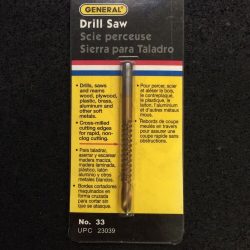 GENERAL
Drill Saw
Scie perceuse
Sierra para Taladro
• Drills, saws
and reams
wood, plywood,
plastic, brass,
aluminum and
other soft
metals.
• Cross-milled
cutting edges
for rapid, non-
clog cutting.
• Para taladrar,
aserrar y escariar
madera maciza,
madera laminada,
plástico, latón
aluminio y otros
metales blandos.
• Bordes cortadores
maquinados en
forma cruzada
para cortar sin
que se atasque.
• Pour percer, scier
et aléser le bois,
le contreplaqué,
le plastique, le
laiton, l'aluminium
et d'autres métaux
mous.
• Rebords de coupe
meulés en travers
pour assurer une
coupe rapide sans
obstructions.
No. 33
UPC 23039